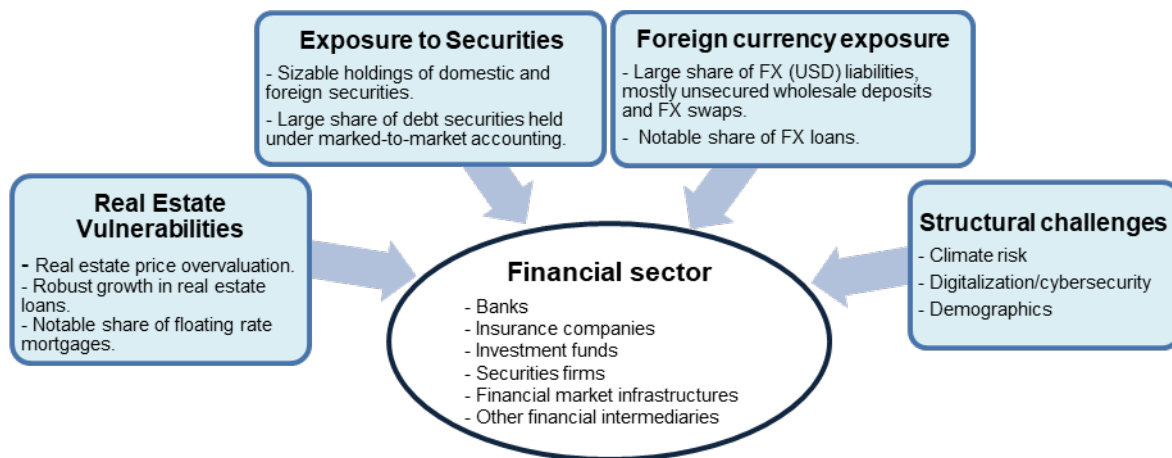 Exposure to Securities
- Sizable holdings of domestic and
foreign securities.
- Large share of debt securities held
under marked-to-market accounting.
Foreign currency exposure
- Large share of FX (USD) liabilities,
mostly unsecured wholesale deposits
and FX swaps.
- Notable share of FX loans.
Real Estate
Vulnerabilities
- Real estate price overvaluation.
- Robust growth in real estate
loans.
- Notable share of floating rate
mortgages.
Structural challenges
- Climate risk
- Digitalization/cybersecurity
- Demographics
Financial sector
- Banks
- Insurance companies
- Investment funds
- Securities firms
- Financial market infrastructures
- Other financial intermediaries